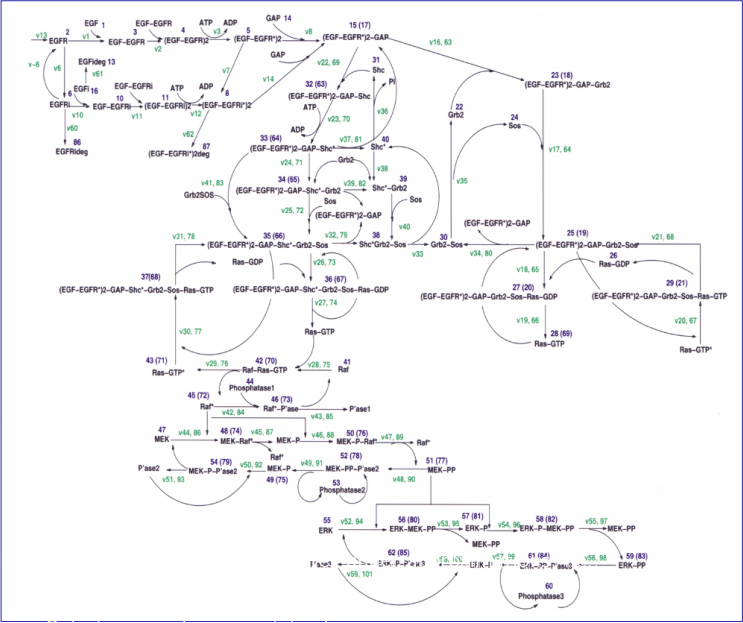 EGF 1
EGF-EGFR
ATP
ADP
GAP 14
v13
2
EGFR
v1
3
EGF-EGFR
v2
4
(EGF-EGFR)2
v3
5
(EGF-EGFR*)2
v8
15 (17)
(EGF-EGFR*)2-GAP
v16, 63
v-6
v6
EGFideg 13
v61
v7
GAP
v14
v22, 69
31
Shc
Pi
23 (18)
(EGF-EGFR*)2-GAP-Grb2
6
EGFRi
EGFi 16
v10
10
EGF-EGFRi
EGF-EGFRi
v11
11
(EGF-EGFRi)2
ATP
ADP
v12
8
(EGF-EGFRi*)2
32 (63)
(EGF-EGFR*)2-GAP-Shc
ATP
ADP
v23, 70
v36
22
Grb2
24
Sos
v60
86
EGFRideg
v62
87
(EGF-EGFRi*)2deg
33 (64)
(EGF-EGFR*)2-GAP-Shc*
v37, 81
40
Shc*
v17, 64
v24, 71
Grb2
v38
v35
34 (65)
(EGF-EGFR*)2-GAP-Shc*-Grb2
v39, 82
39
Shc*-Grb2
v41, 83
Grb2SOS
Sos
v25, 72
(EGF-EGFR*)2-GAP
Sos
v40
(EGF-EGFR*)2-GAP
v31, 78
35 (66)
(EGF-EGFR*)2-GAP-Shc*-Grb2-Sos
v32, 79
38
Shc*Grb2-Sos
v33
30
Grb2-Sos
v34, 80
25 (19)
(EGF-EGFR*)2-GAP-Grb2-Sos
v21, 68
Ras-GDP
v26, 73
26
Ras-GDP
v18, 65
37(68)
(EGF-EGFR*)2-GAP-Shc*-Grb2-Sos-Ras-GTP
36 (67)
(EGF-EGFR*)2-GAP-Shc*-Grb2-Sos-Ras-GDP
27 (20)
(EGF-EGFR*)2-GAP-Grb2-Sos-Ras-GDP
29 (21)
(EGF-EGFR*)2-GAP-Grb2-Sos-Ras-GTP
v27, 74
v19, 66
v20, 67
v30, 77
Ras-GTP
28 (69)
Ras-GTP
Ras-GTP*
43 (71)
Ras-GTP*
v29, 76
42 (70)
Raf-Ras-GTP
v28, 75
41
Raf
44
Phosphatase1
45 (72)
Raf*
46 (73)
Raf*-P'ase
P'ase1
v42, 84
v43, 85
47
MEK
v44, 86
48 (74)
MEK-Raf*
v45, 87
MEK-P
v46, 88
50 (76)
MEK-P-Raf*
v47, 89
Raf*
Raf*
P'ase2
54 (79)
MEK-P-P'ase2
v50, 92
MEK-P
49 (75)
v49, 91
52 (78)
MEK-PP-P'ase2
v48, 90
51 (77)
MEK-PP
v51, 93
53
Phosphatase2
55
ERK
v52, 94
56 (80)
ERK-MEK-PP
v53, 95
57 (81)
ERK-P
v54, 96
58 (82)
ERK-P-MEK-PP
v55, 97
MEK-PP
MEK-PP
P'ase3
62 (85)
ERK-P-P'ase3
ERK-P
61 (84)
ERK-PP-P'ase3
v56, 98
59 (83)
ERK-PP
v59, 101
60
Phosphatase3